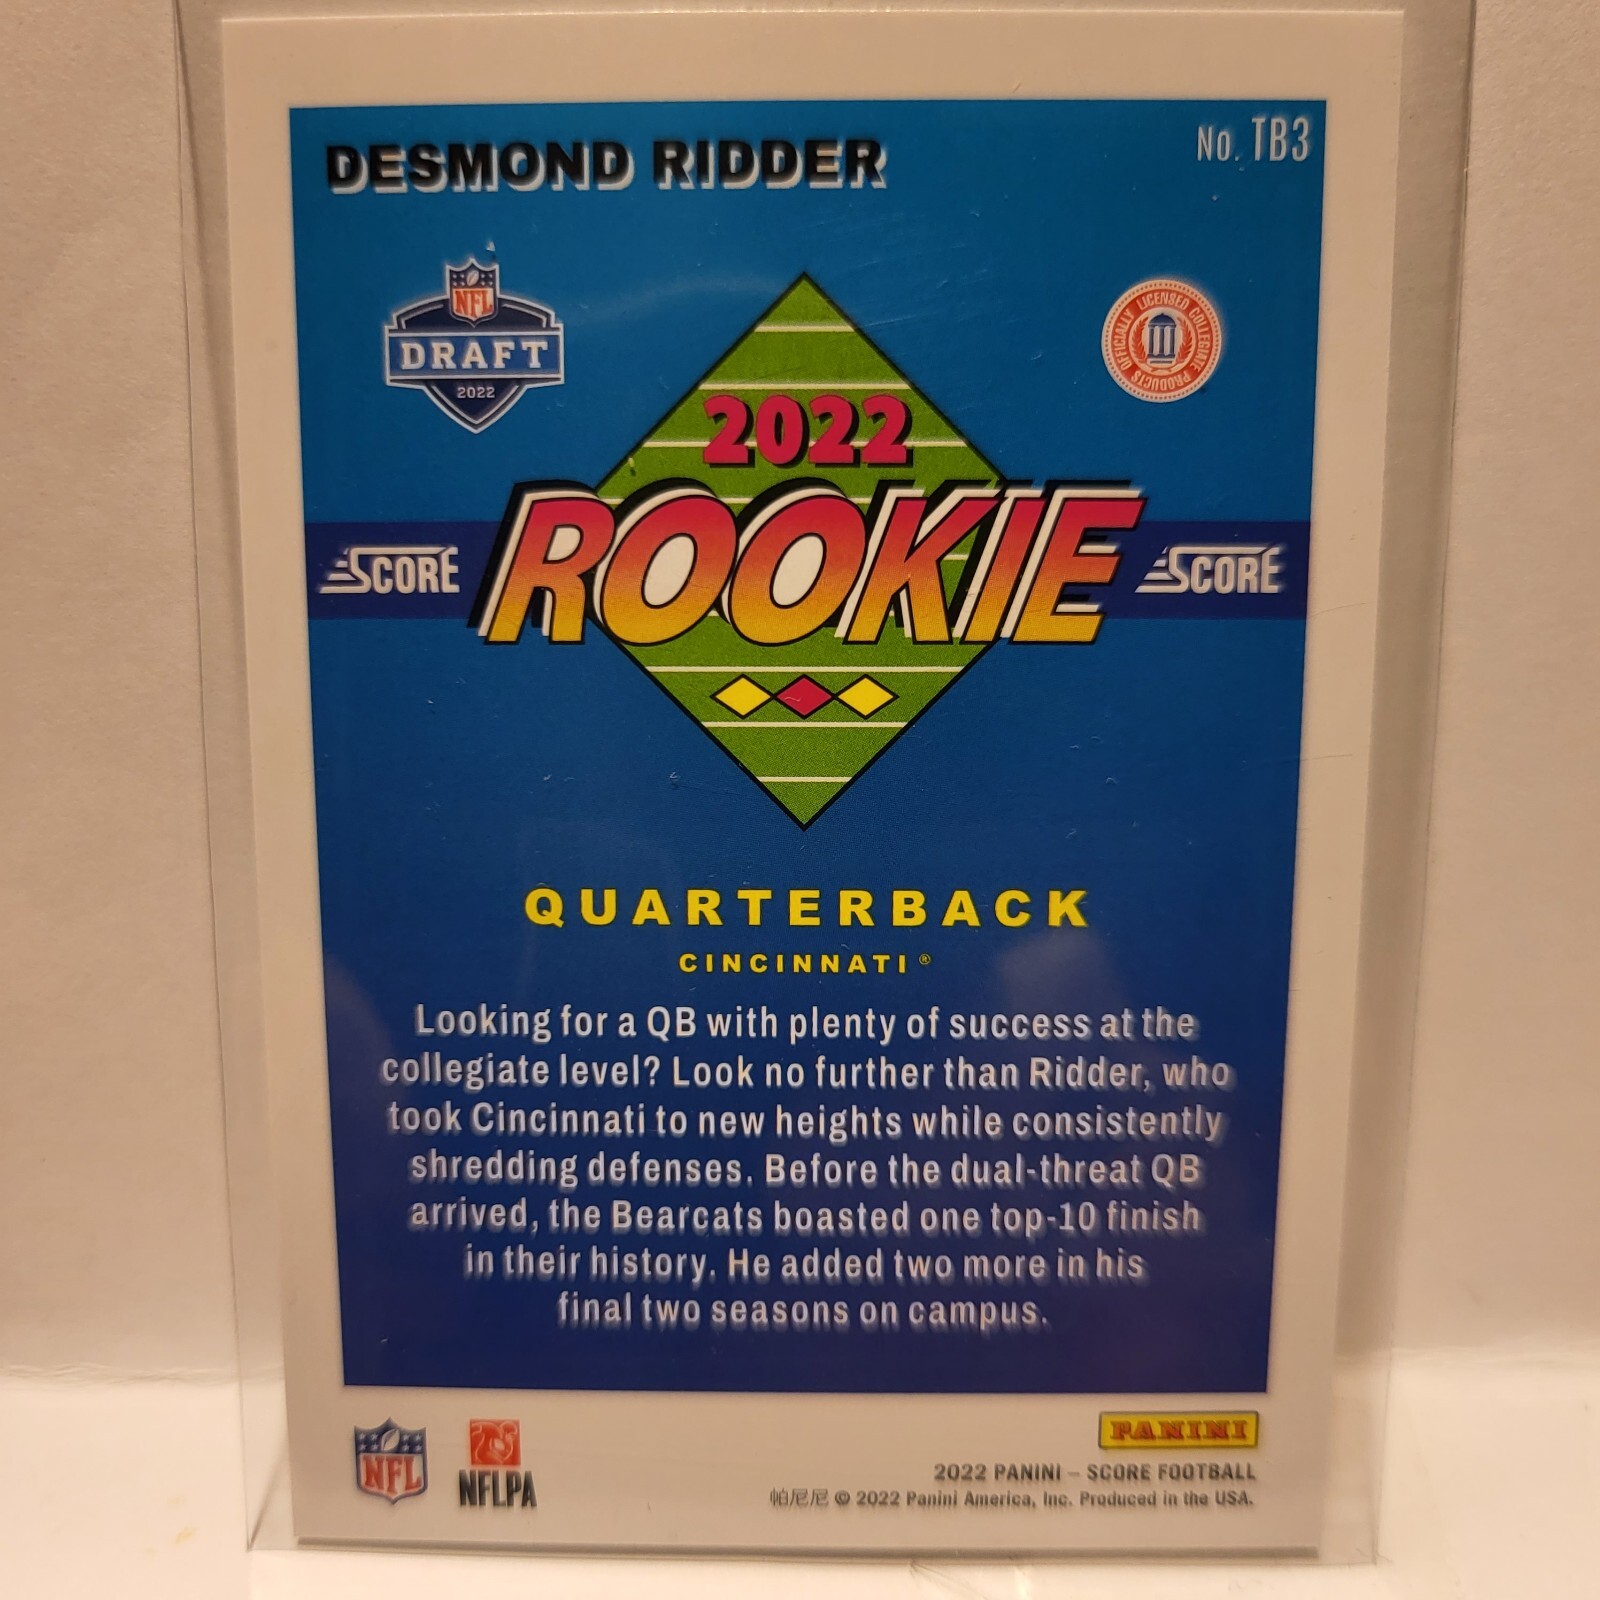 DESMOND RIDDER
No. TB3
NFL
DRAFT
2022
OFFICIALLY LICENSED COLLEGIATE PRODUCTS
2022
ROOKIE
SCORE
SCORE
QUARTERBACK
CINCINNATI®
Looking for a QB with plenty of success at the
collegiate level? Look no further than Ridder, who
took Cincinnati to new heights while consistently
shredding defenses. Before the dual-threat QB
arrived, the Bearcats boasted one top-10 finish
in their history. He added two more in his
final two seasons on campus.
NFL
NFLPA
PANINI
2022 PANINI – SCORE FOOTBALL
帕尼尼 © 2022 Panini America, Inc. Produced in the USA.